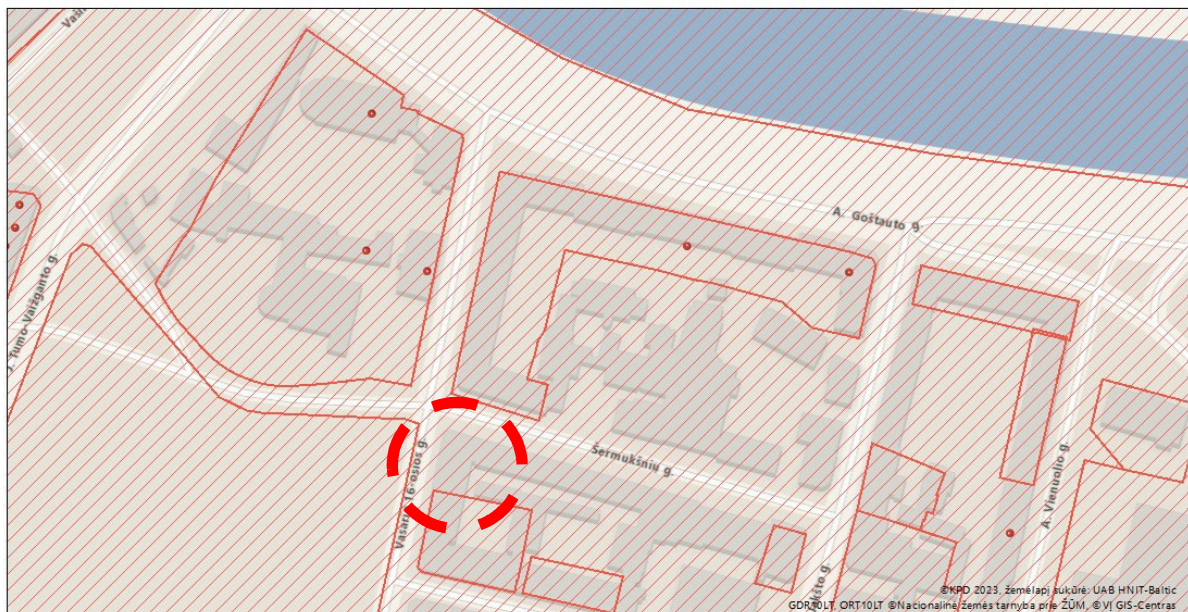 A. Goštauto g.
J. Tumo-Vaižganto g.
Vasario 16-osios g.
Šermukšnių g.
A. Vienuolio g.
©KPD 2023, žemėlapį sukūrė: UAB HNIT-Baltic
GDR10LT, ORT10LT ©Nacionalinė žemės tarnyba prie ŽŪM, © VĮ GIS-Centras